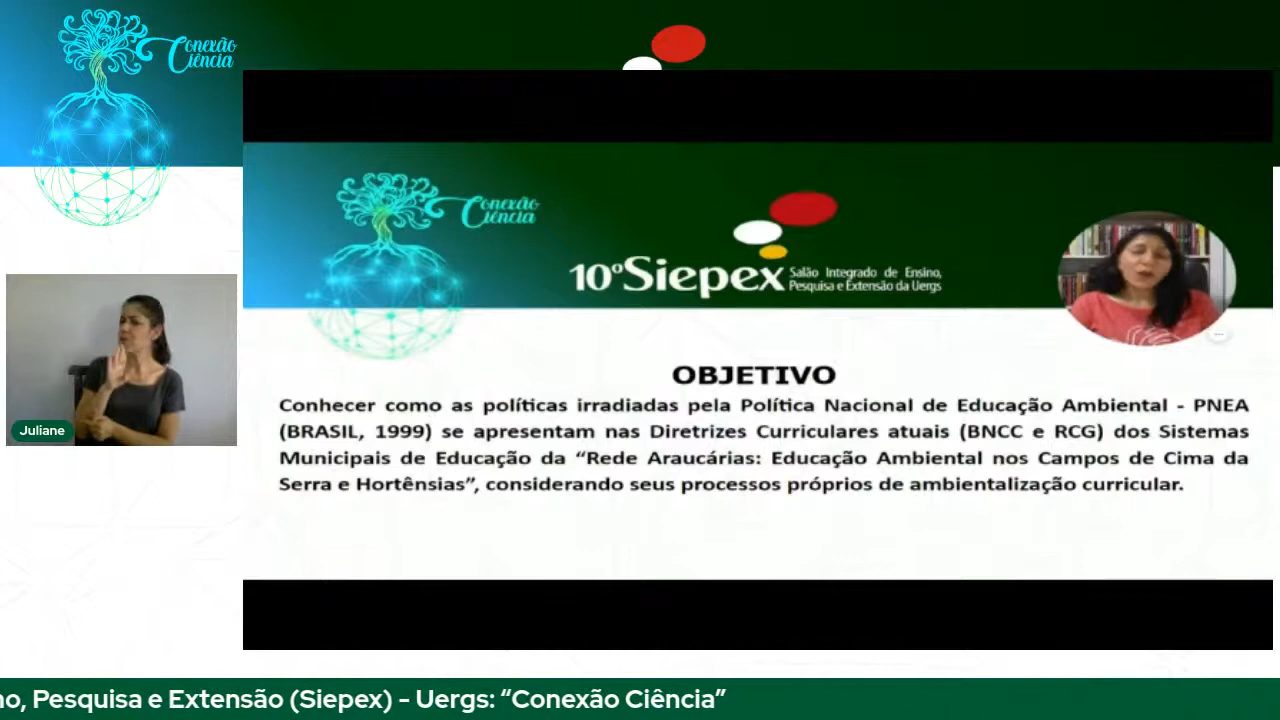 Conexão
Ciência
Conexão
Ciência
10º Siepex Salão Integrado de Ensino,
Pesquisa e Extensão da Uergs
OBJETIVO
Conhecer como as políticas irradiadas pela Política Nacional de Educação Ambiental - PNEA
(BRASIL, 1999) se apresentam nas Diretrizes Curriculares atuais (BNCC e RCG) dos Sistemas
Municipais de Educação da “Rede Araucárias: Educação Ambiental nos Campos de Cima da
Serra e Hortênsias”, considerando seus processos próprios de ambientalização curricular.
Juliane
no, Pesquisa e Extensão (Siepex) - Uergs: “Conexão Ciência”